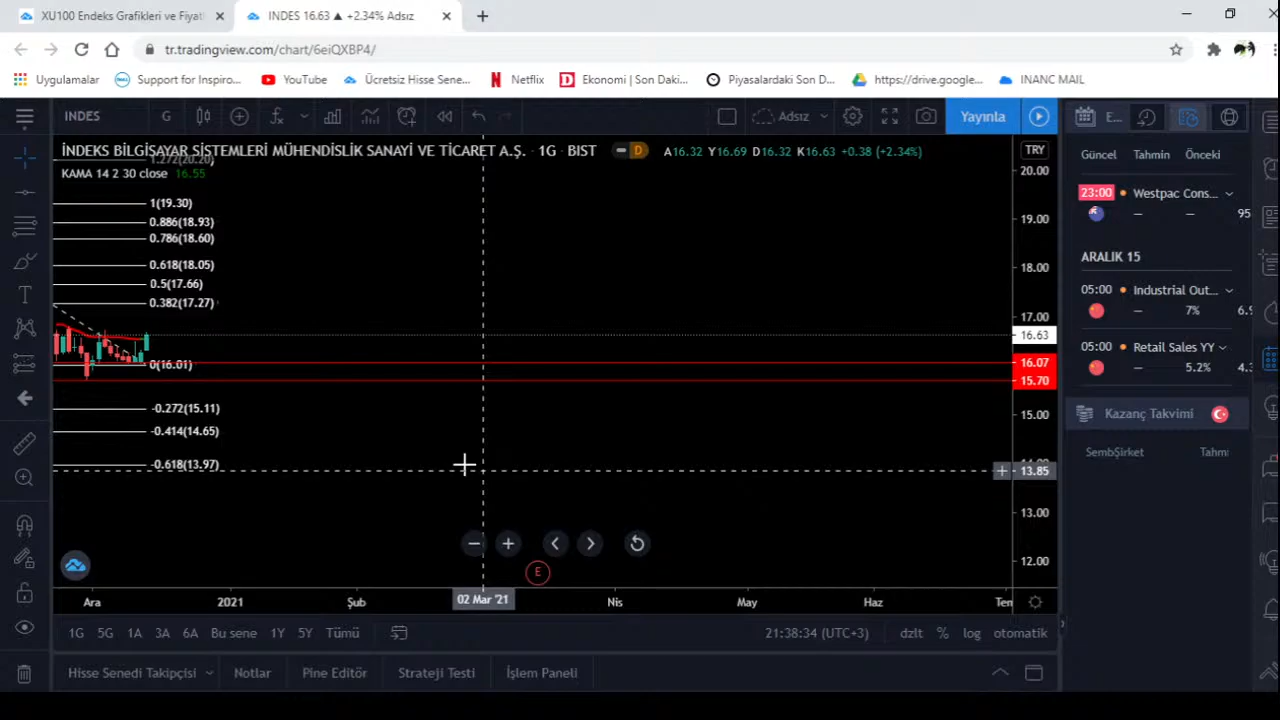 XU100 Endeks Grafikleri ve Fiyatl
INDES 16.63 ▲ +2.34% Adsız
tr.tradingview.com/chart/6eiQXBP4/
Uygulamalar
Support for Inspiro...
YouTube
Ücretsiz Hisse Sene...
Netflix
Ekonomi | Son Daki...
Piyasalardaki Son D...
https://drive.google...
INANC MAIL
INDES
G
Adsız
Yayınla
E...
İNDEKS BİLGİSAYAR SİSTEMLERİ MÜHENDİSLİK SANAYİ VE TİCARET A.Ş. · 1G · BIST
D
A16.32 Y16.69 D16.32 K16.63 +0.38 (+2.34%)
TRY
1.272(20.20)
KAMA 14 2 30 close 16.55
1(19.30)
0.886(18.93)
0.786(18.60)
0.618(18.05)
0.5(17.66)
0.382(17.27)
0(16.01)
-0.272(15.11)
-0.414(14.65)
-0.618(13.97)
20.00
19.00
18.00
17.00
16.63
16.07
15.70
15.00
13.85
13.00
12.00
E
Ara
2021
Şub
02 Mar '21
Nis
May
Haz
Tem
1G
5G
1A
3A
6A
Bu sene
1Y
5Y
Tümü
21:38:34 (UTC+3)
dzlt
%
log
otomatik
Hisse Senedi Takipçisi
Notlar
Pine Editör
Strateji Testi
İşlem Paneli
Güncel
Tahmin
Önceki
23:00
Westpac Cons...
—
—
95
ARALIK 15
05:00
Industrial Out...
—
7%
6.9
05:00
Retail Sales YY
—
5.2%
4.3
Kazanç Takvimi
SembŞirket
Tahmi